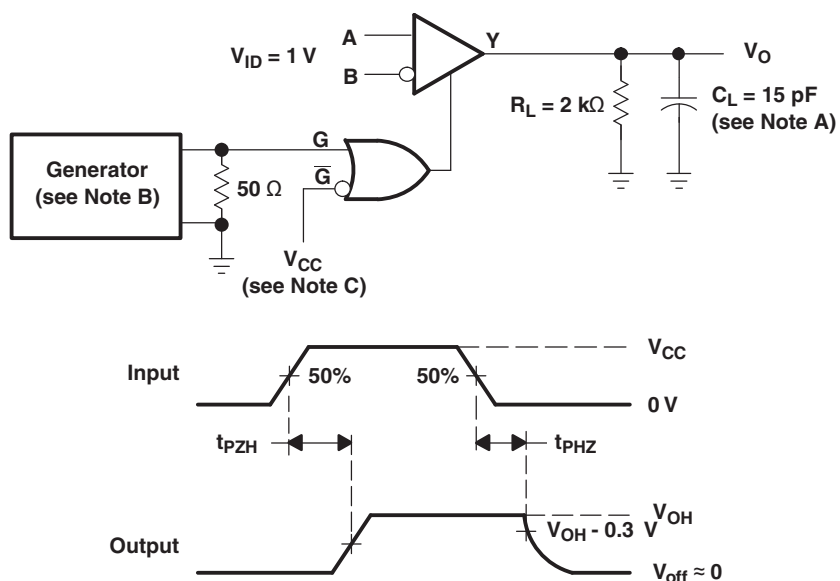 A
V_ID = 1 V
B
Y
V_O
R_L = 2 kΩ
C_L = 15 pF
(see Note A)
Generator
(see Note B)
50 Ω
G
G̅
V_CC
(see Note C)
Input
50%
50%
V_CC
0 V
t_PZH
t_PHZ
Output
V_OH
V_OH - 0.3 V
V_off ≈ 0